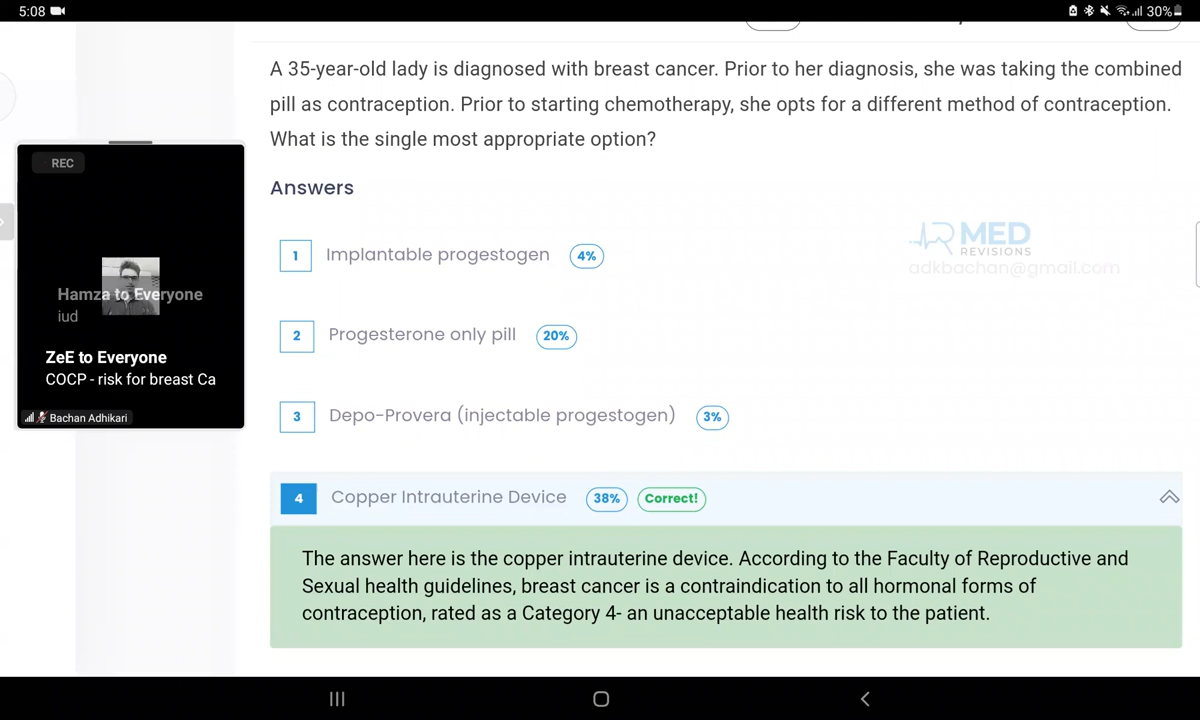 5:08
30%
A 35-year-old lady is diagnosed with breast cancer. Prior to her diagnosis, she was taking the combined
pill as contraception. Prior to starting chemotherapy, she opts for a different method of contraception.
What is the single most appropriate option?
REC
Answers
1 Implantable progestogen 4%
MED
REVISIONS
adkbachan@gmail.com
Hamza to Everyone
iud
2 Progesterone only pill 20%
ZeE to Everyone
COCP - risk for breast Ca
Bachan Adhikari
3 Depo-Provera (injectable progestogen) 3%
4 Copper Intrauterine Device 38% Correct!
The answer here is the copper intrauterine device. According to the Faculty of Reproductive and
Sexual health guidelines, breast cancer is a contraindication to all hormonal forms of
contraception, rated as a Category 4- an unacceptable health risk to the patient.